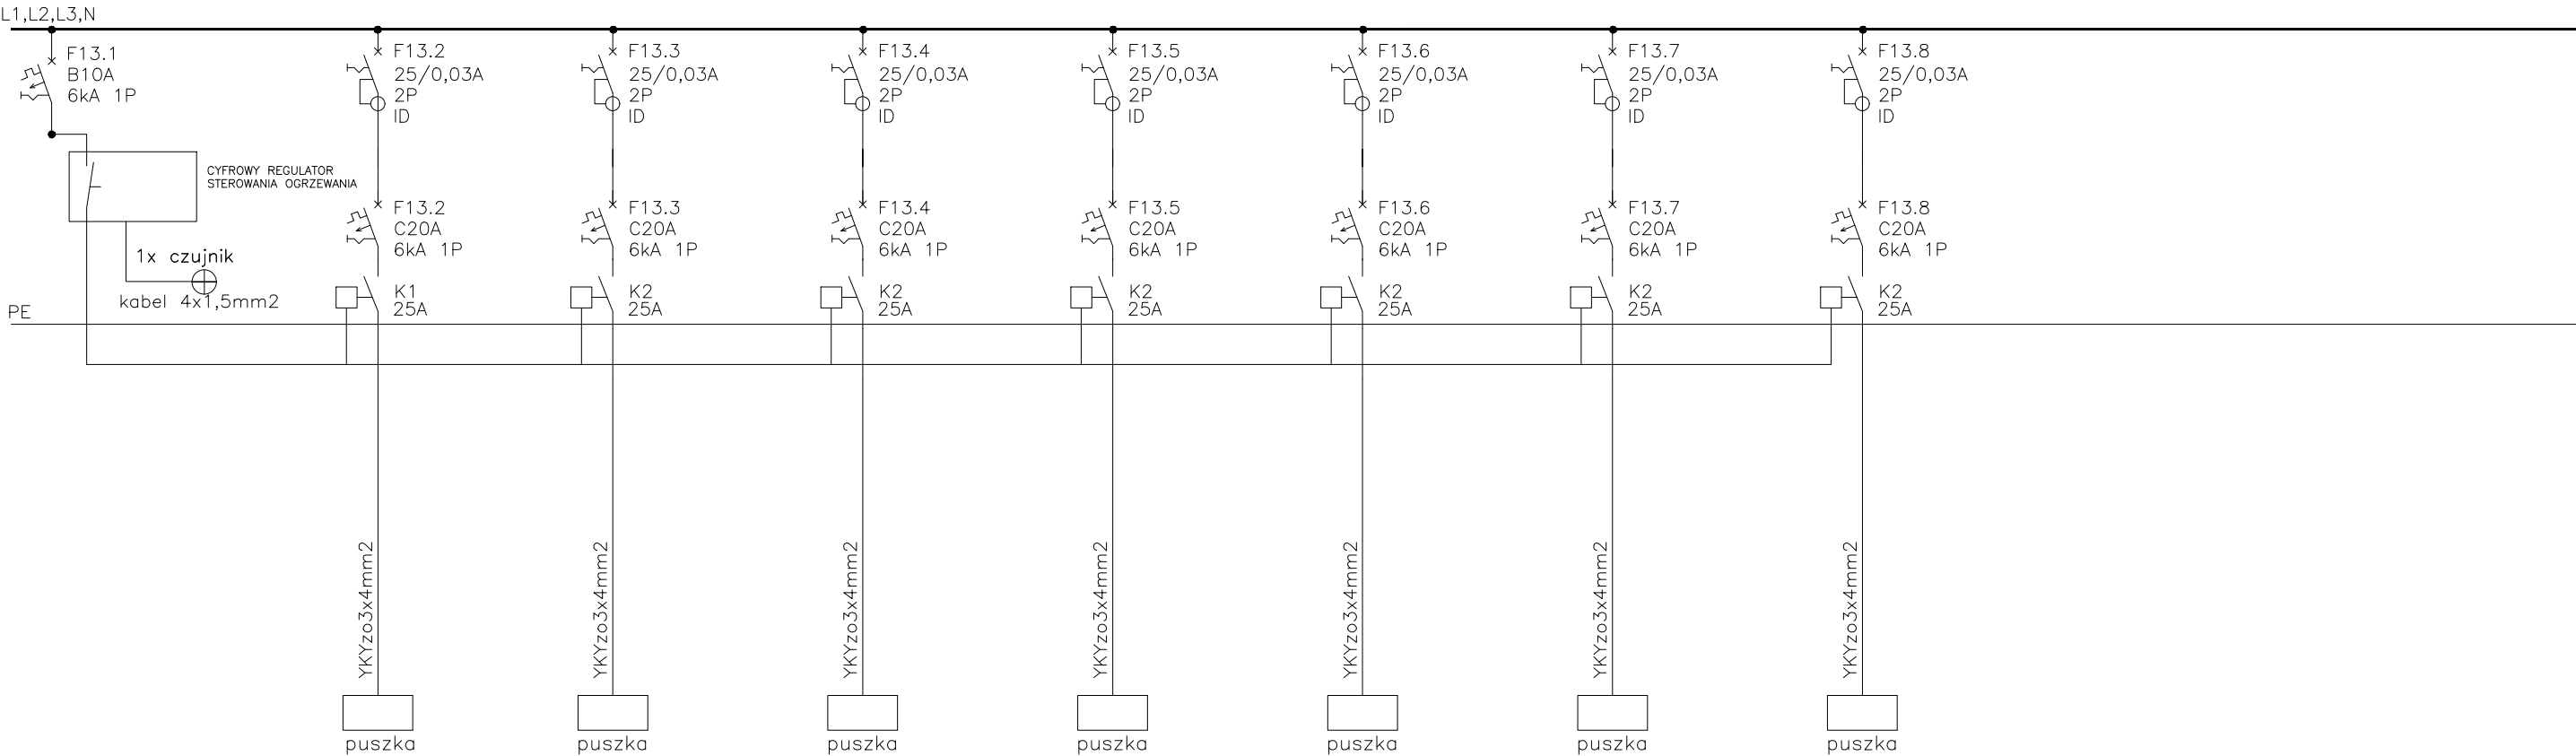 L1,L2,L3,N
F13.1
B10A
6kA 1P
CYFROWY REGULATOR
STEROWANIA OGRZEWANIA
1x czujnik
kabel 4x1,5mm2
PE
F13.2
25/0,03A
2P
ID
F13.2
C20A
6kA 1P
K1
25A
YKYzo3x4mm2
puszka
F13.3
25/0,03A
2P
ID
F13.3
C20A
6kA 1P
K2
25A
YKYzo3x4mm2
puszka
F13.4
25/0,03A
2P
ID
F13.4
C20A
6kA 1P
K2
25A
YKYzo3x4mm2
puszka
F13.5
25/0,03A
2P
ID
F13.5
C20A
6kA 1P
K2
25A
YKYzo3x4mm2
puszka
F13.6
25/0,03A
2P
ID
F13.6
C20A
6kA 1P
K2
25A
YKYzo3x4mm2
puszka
F13.7
25/0,03A
2P
ID
F13.7
C20A
6kA 1P
K2
25A
YKYzo3x4mm2
puszka
F13.8
25/0,03A
2P
ID
F13.8
C20A
6kA 1P
K2
25A
YKYzo3x4mm2
puszka